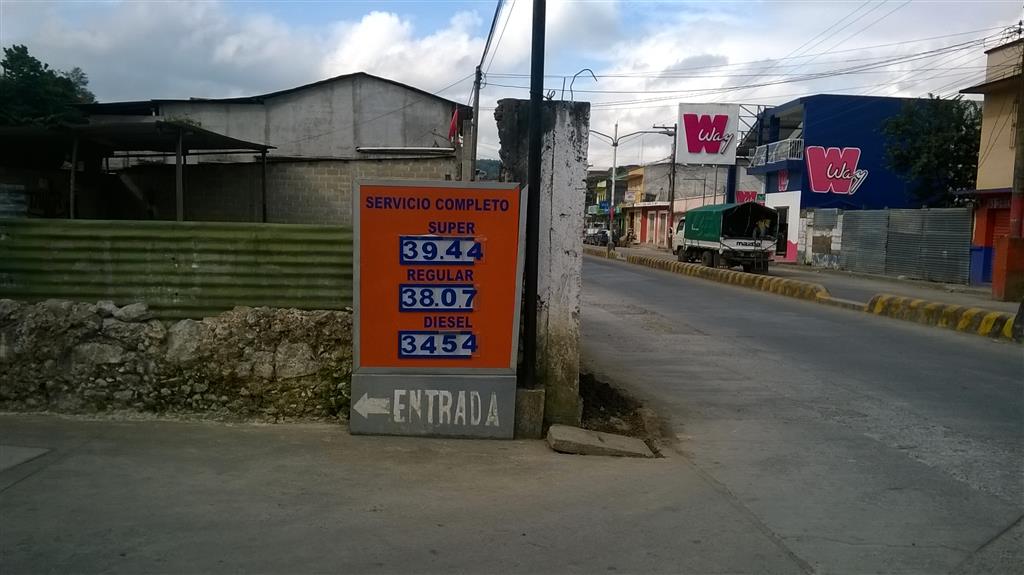 SERVICIO COMPLETO
SUPER
39.44
REGULAR
38.07
DIESEL
3454
ENTRADA
W
Way
W
Way
mazda